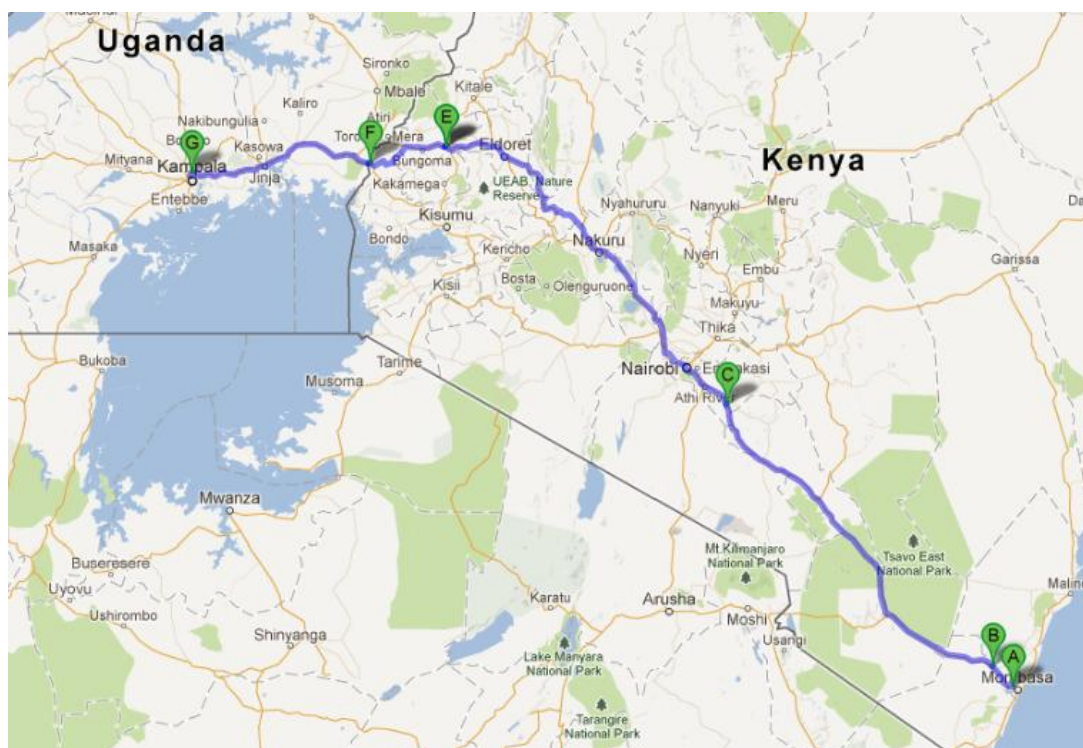 Uganda
Sironko
Mbale
Kitale
Kaliro
Atiri
E
Nakibungulia
F
Mera
G
Kasowa
Eldoret
Kenya
Mityana
Kampala
Bungoma
Jinja
UEAB, Nature
Reserve
Kakamega
Entebbe
Nyahururu
Nanyuki
Meru
Kisumu
Masaka
Bondo
Nakuru
Kericho
Nyeri
Garissa
Embu
Bosta
Olenguruone
Kisii
Makuyu
Thika
Bukoba
Tarime
Nairobi
C
Musoma
Athi River
Mwanza
Tsavo East
National Park
Mt.Kilimanjaro
National Park
Buseresere
Uyovu
Karatu
Arusha
Moshi
Ushirombo
Usangi
Shinyanga
B
A
Lake Manyara
National Park
Mombasa
Tarangire
National Park